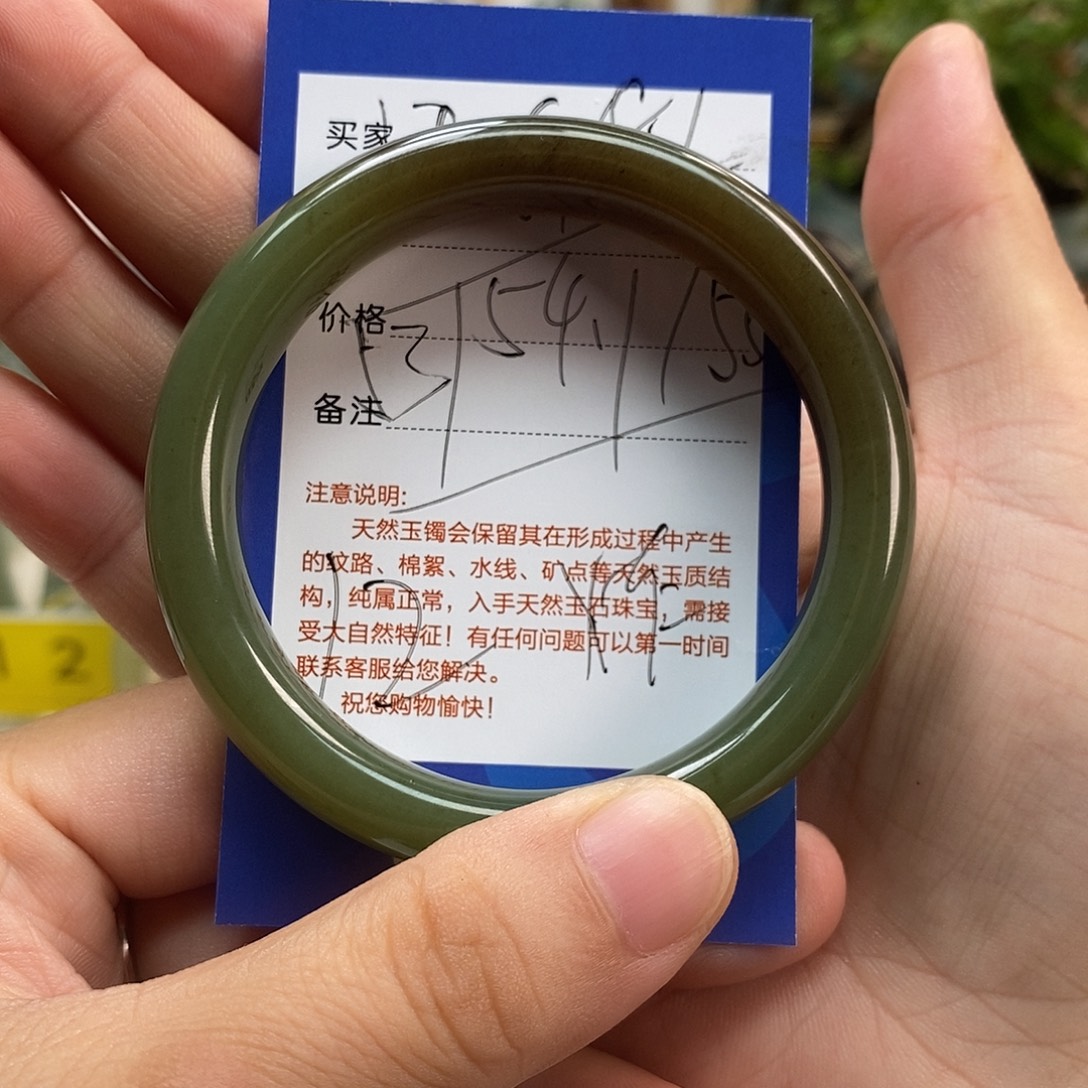 买家
价格
备注
注意说明:
天然玉镯会保留其在形成过程中产生
的纹路、棉絮、水线、矿点等天然玉质结
构，纯属正常，入手天然玉石珠宝，需接
受大自然特征！有任何问题可以第一时间
联系客服给您解决。
祝您购物愉快！
12